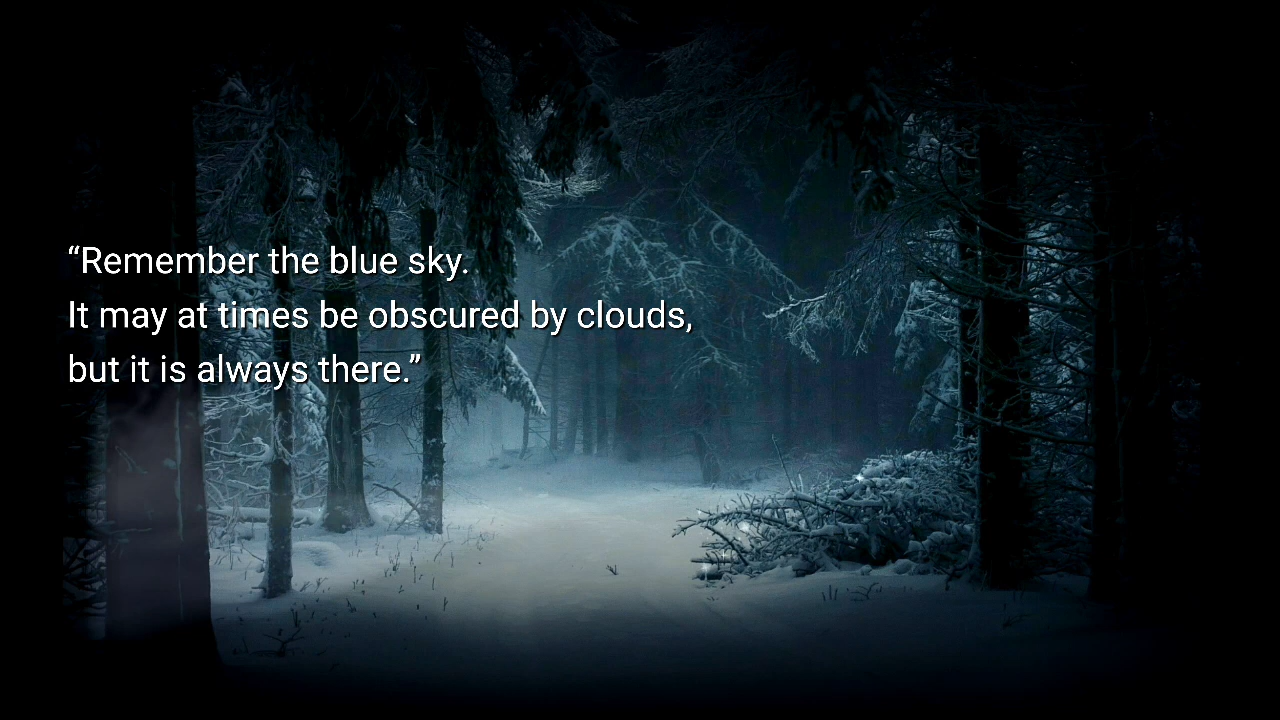 “Remember the blue sky.
It may at times be obscured by clouds,
but it is always there.”